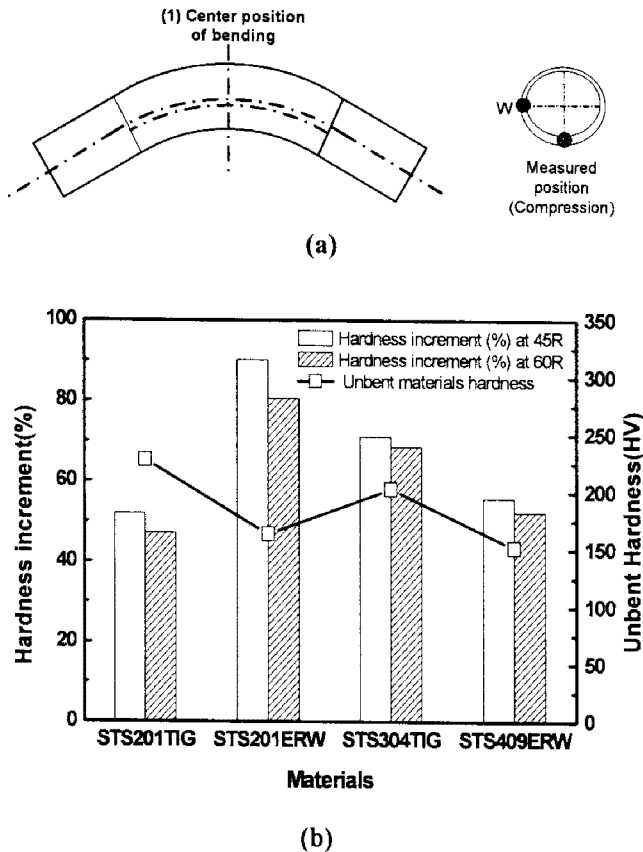 (1) Center position
of bending
W
Measured
position
(Compression)
(a)
100
80
60
40
20
0
Hardness increment(%)
Hardness increment (%) at 45R
Hardness increment (%) at 60R
Unbent materials hardness
350
300
250
200
150
100
50
0
Unbent Hardness(HV)
STS201TIG STS201ERW STS304TIG STS409ERW
Materials
(b)